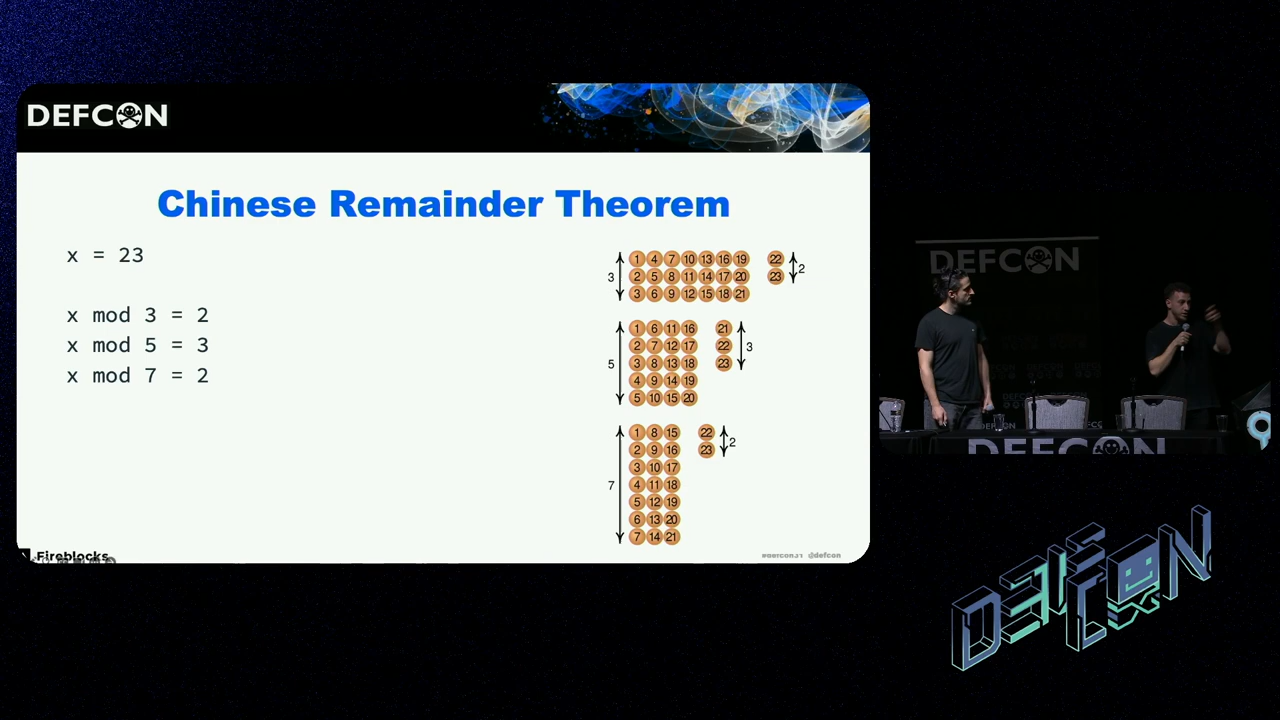 DEFCON
Chinese Remainder Theorem
x = 23
x mod 3 = 2
x mod 5 = 3
x mod 7 = 2
1 4 7 10 13 16 19 22
3 2 5 8 11 14 17 20 23 2
3 6 9 12 15 18 21
1 6 11 16 21
2 7 12 17 22 3
5 3 8 13 18 23
4 9 14 19
5 10 15 20
1 8 15 22
2 9 16 23 2
3 10 17
7 4 11 18
5 12 19
6 13 20
7 14 21
Fireblocks
@defcon
DEFCON
DEFCON
DEFCON